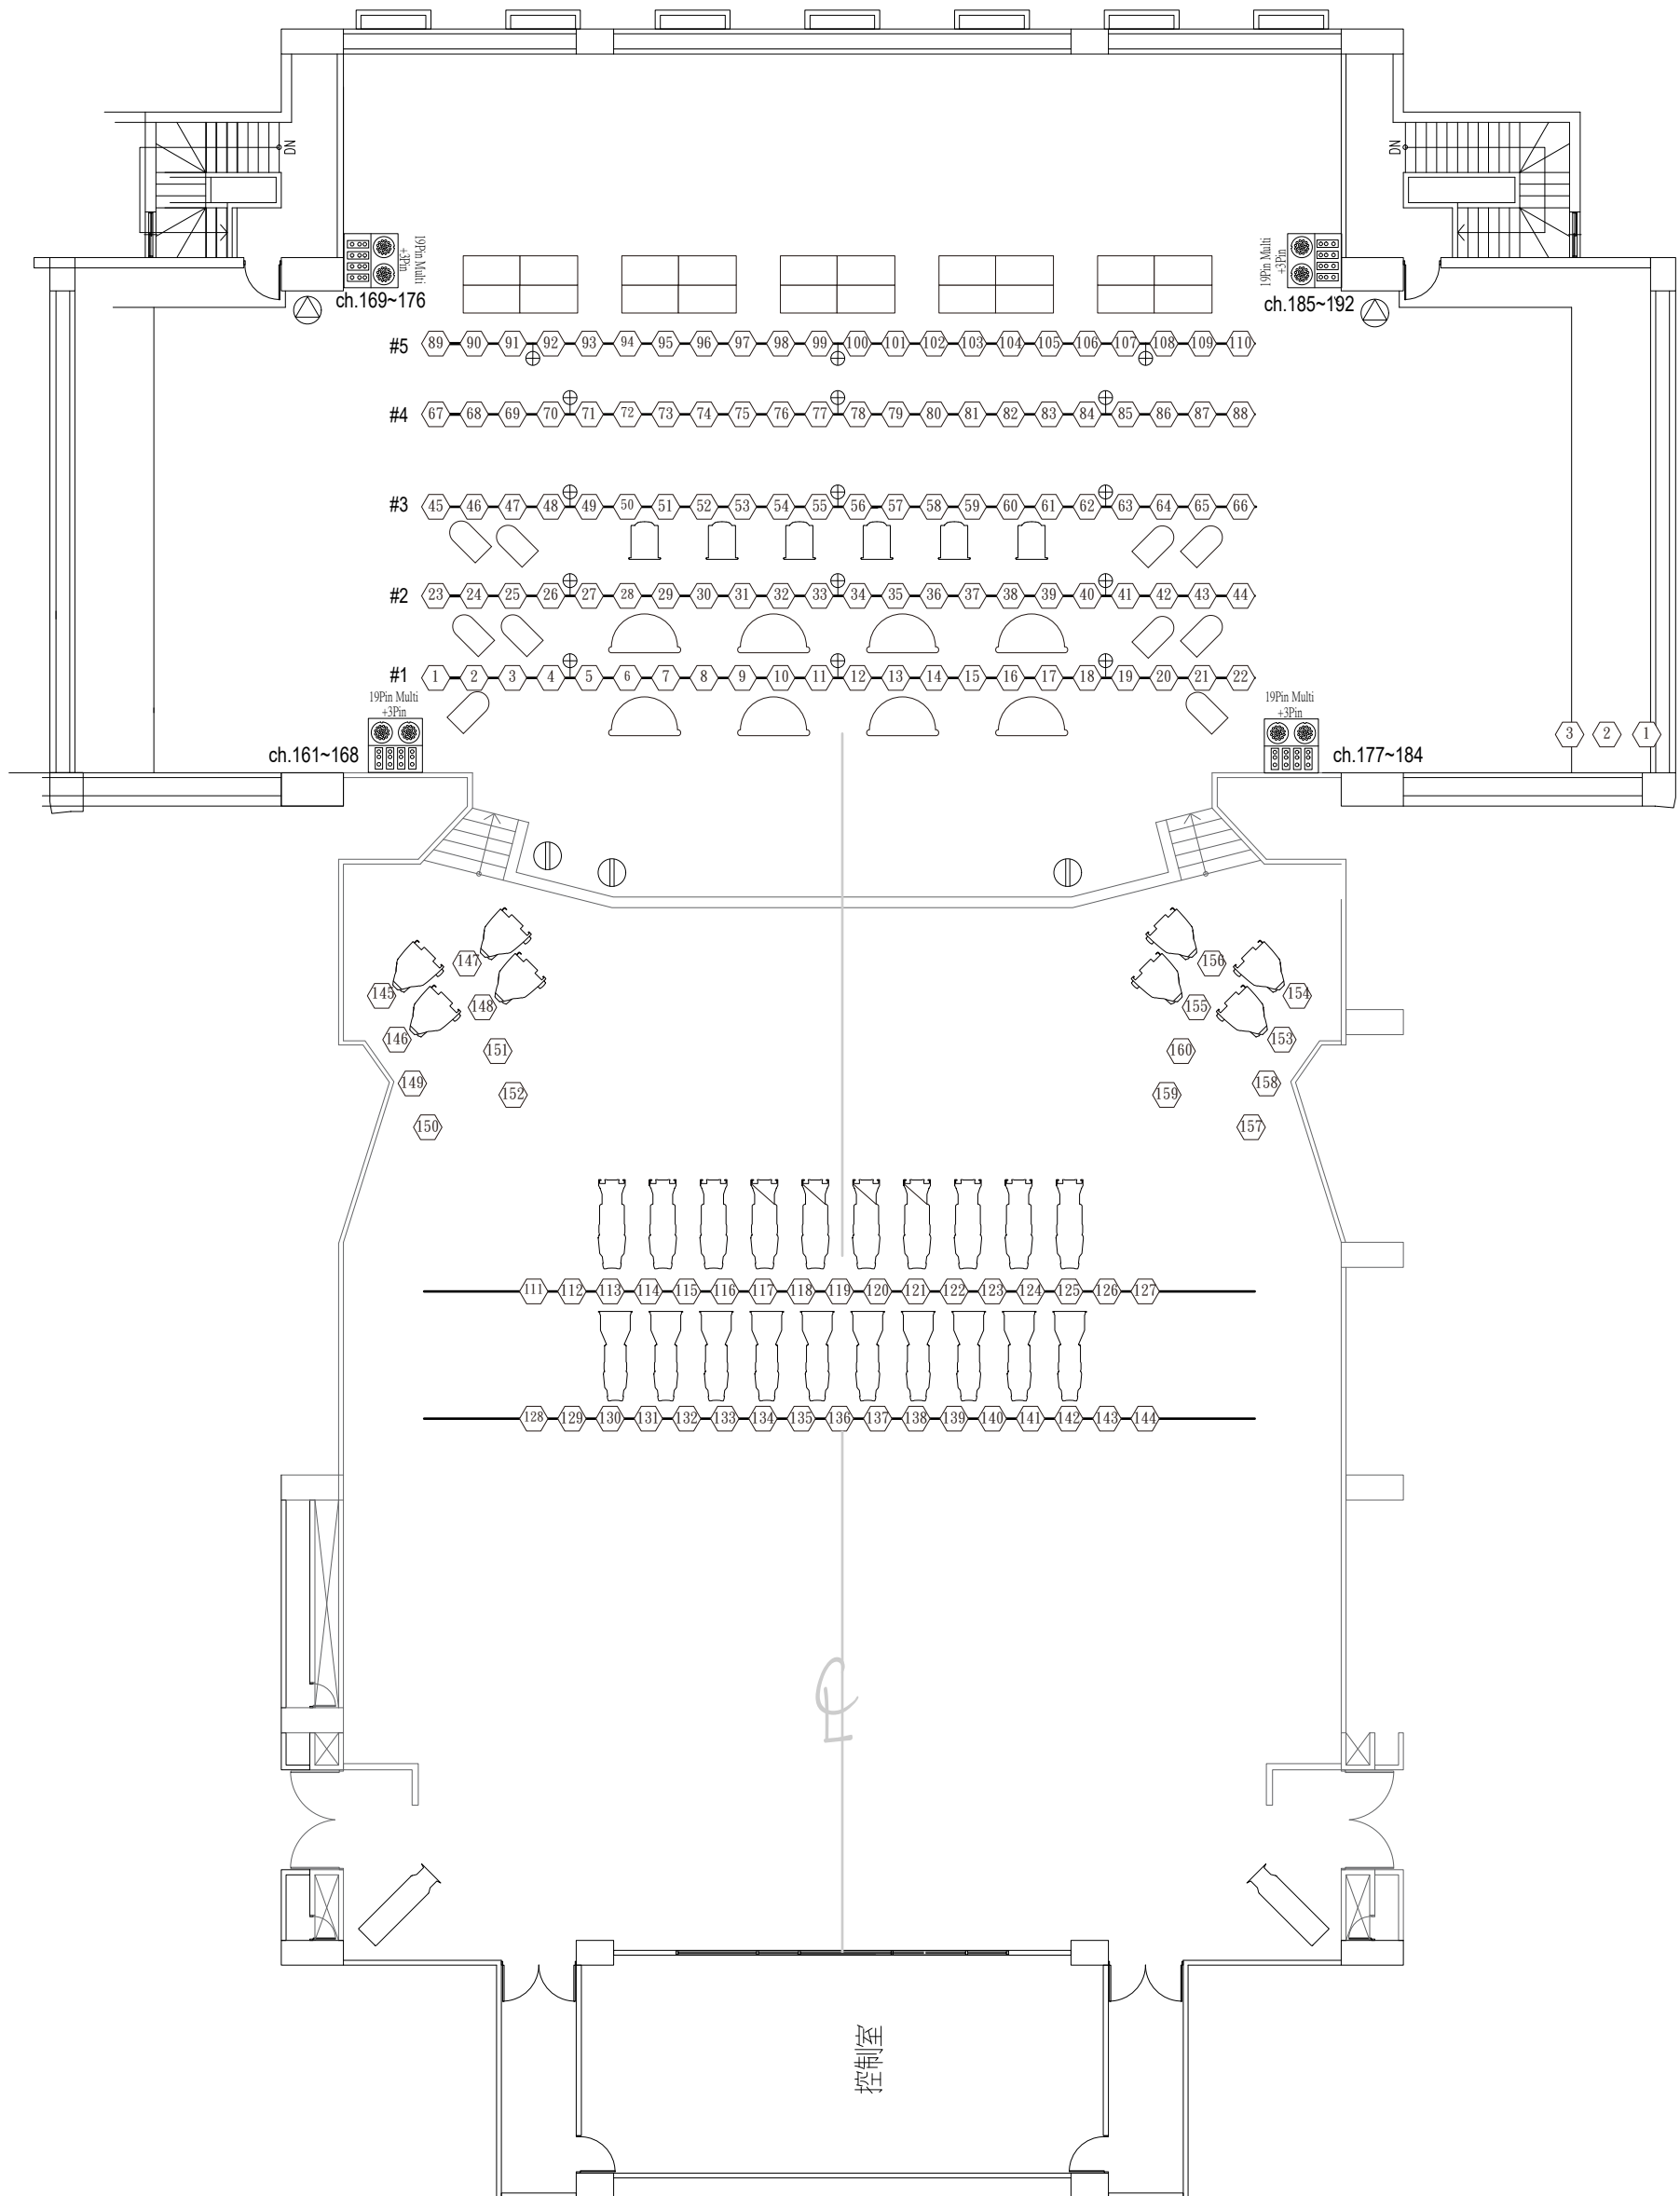 DN
DN
19Pin Multi
+3Pin
ch.169~176
19Pin Multi
+3Pin
ch.185~192
#5 89 90 91 92 93 94 95 96 97 98 99 100 101 102 103 104 105 106 107 108 109 110
#4 67 68 69 70 71 72 73 74 75 76 77 78 79 80 81 82 83 84 85 86 87 88
#3 45 46 47 48 49 50 51 52 53 54 55 56 57 58 59 60 61 62 63 64 65 66
#2 23 24 25 26 27 28 29 30 31 32 33 34 35 36 37 38 39 40 41 42 43 44
#1 1 2 3 4 5 6 7 8 9 10 11 12 13 14 15 16 17 18 19 20 21 22
19Pin Multi
+3Pin
ch.161~168
19Pin Multi
+3Pin
ch.177~184
3 2 1
147 156
145 154
148 155
146 153
151 160
149 158
152 159
150 157
111 112 113 114 115 116 117 118 119 120 121 122 123 124 125 126 127
128 129 130 131 132 133 134 135 136 137 138 139 140 141 142 143 144
控制室